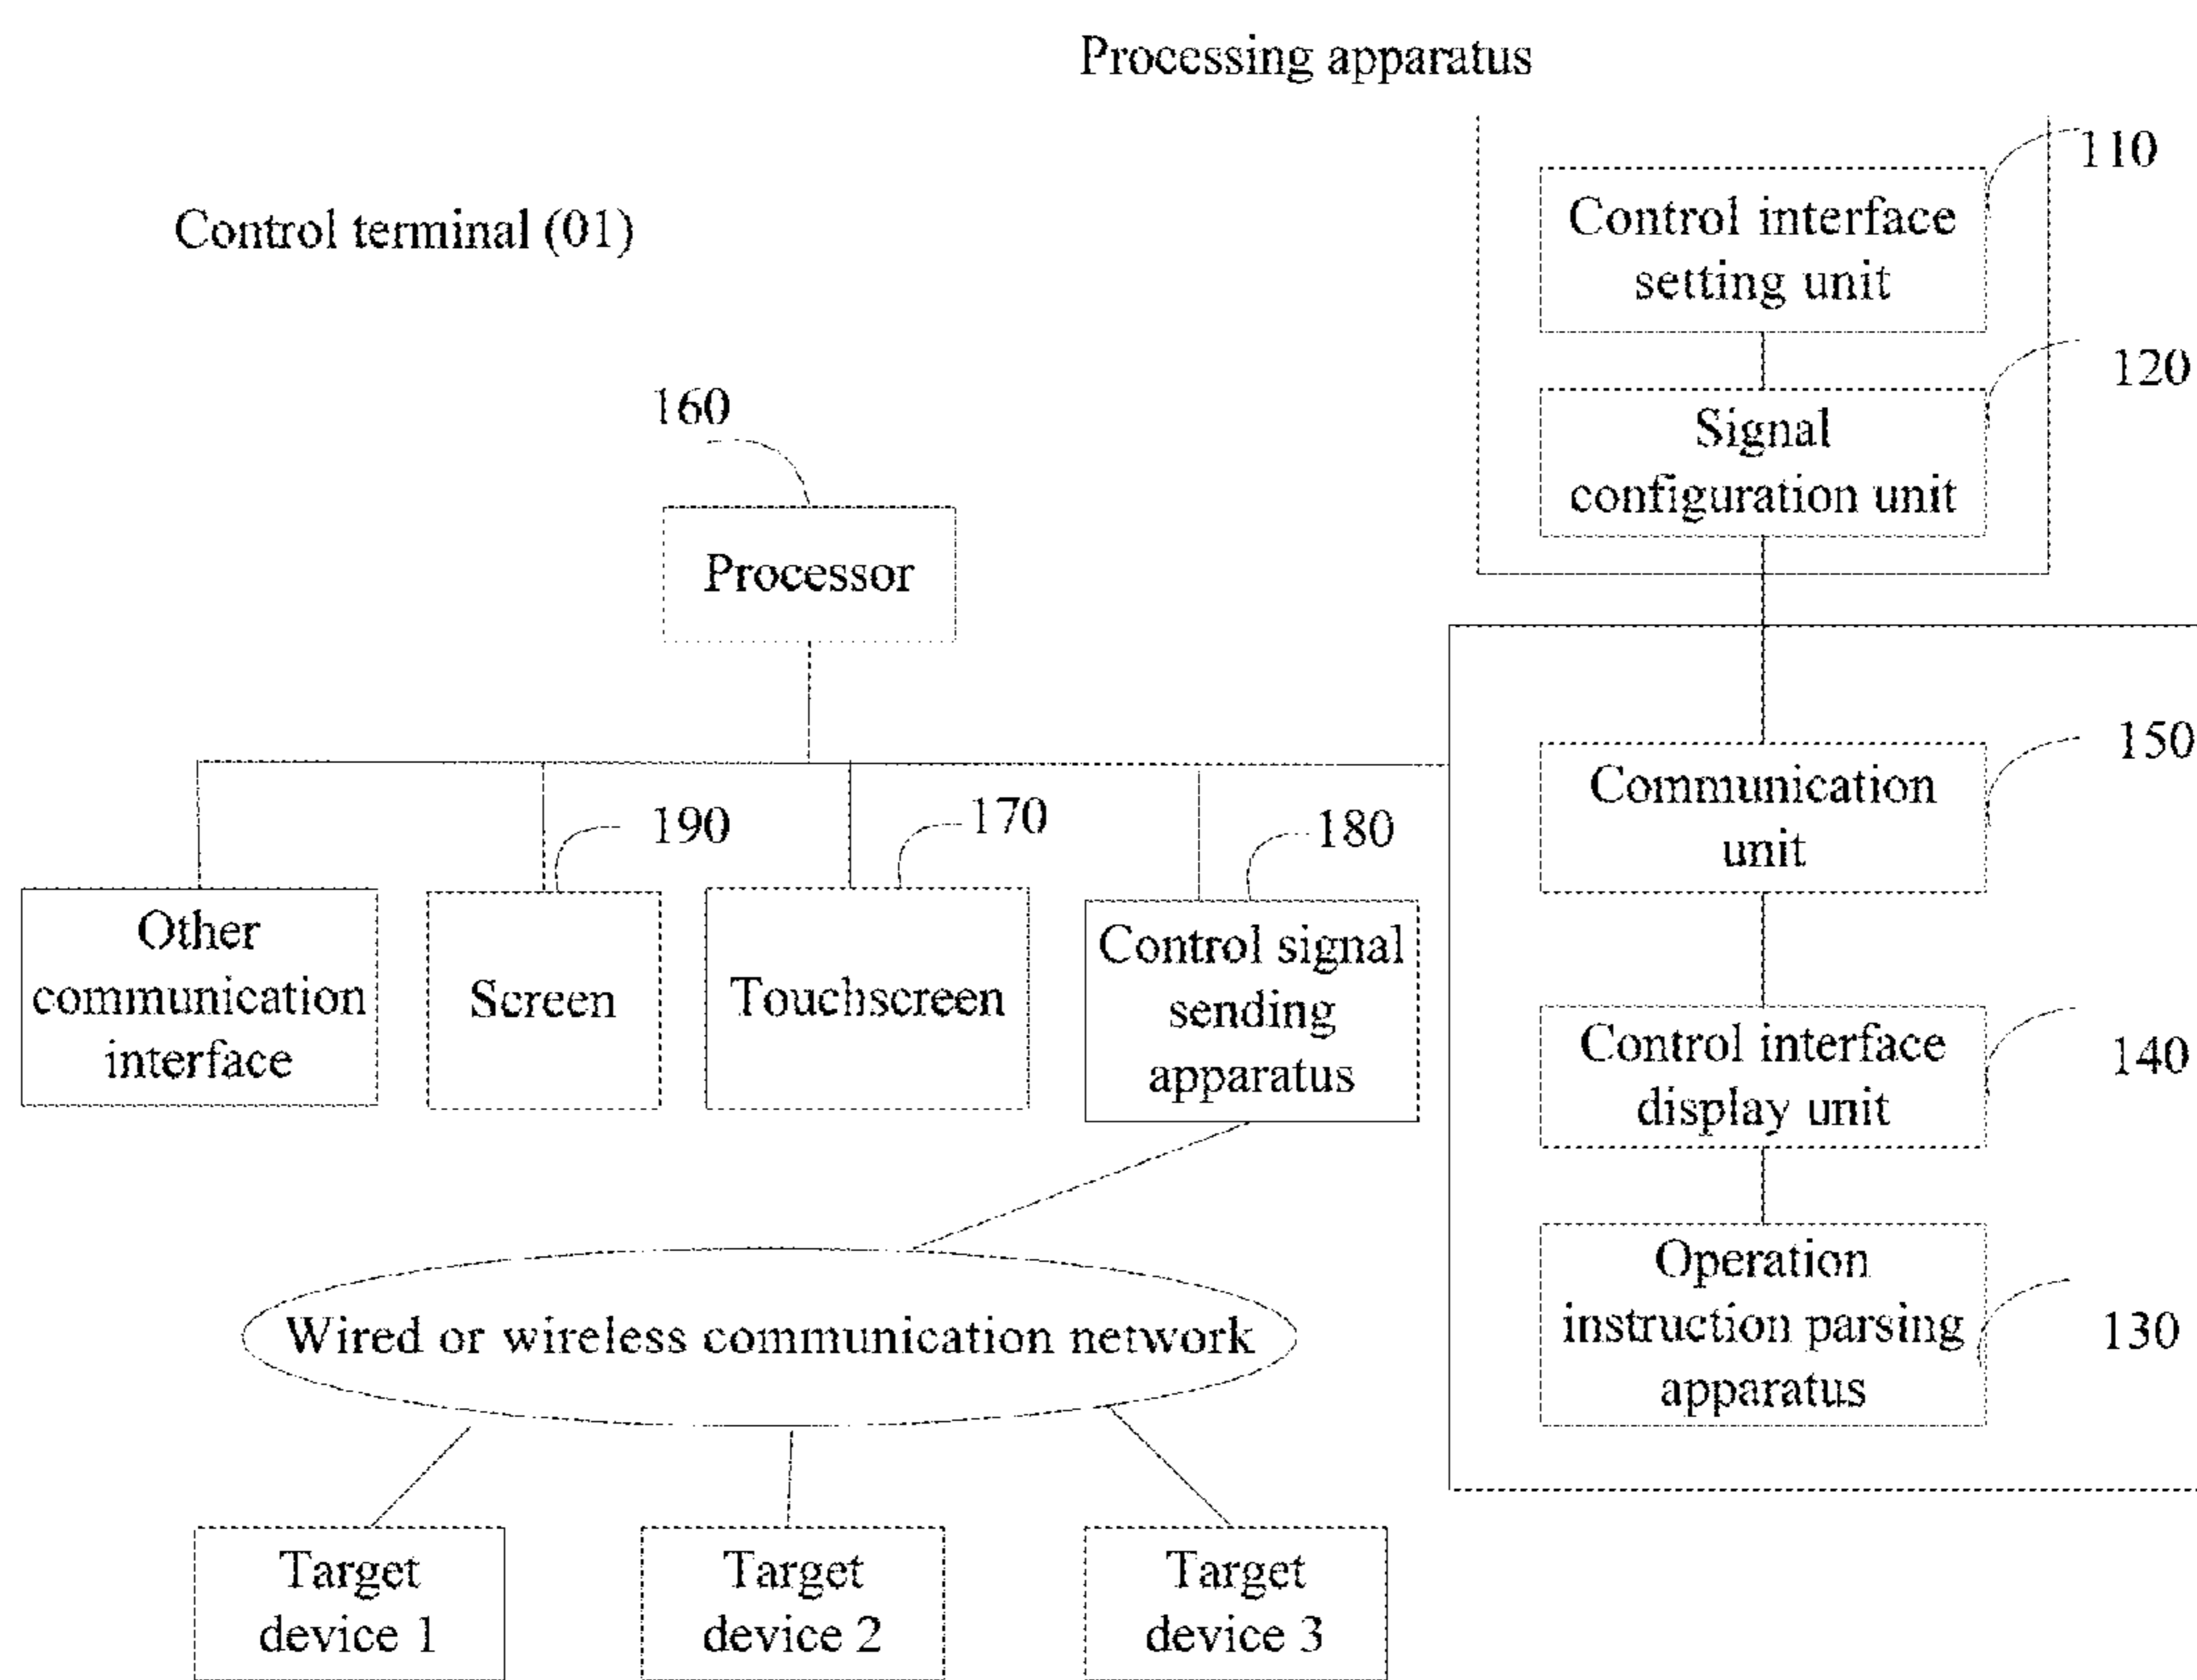 Processing apparatus
110
Control interface
setting unit
Control terminal (01)
120
Signal
configuration unit
160
Processor
150
Communication
unit
190
170
180
Other
communication
interface
Screen
Touchscreen
Control signal
sending
apparatus
140
Control interface
display unit
Operation
instruction parsing
apparatus
130
Wired or wireless communication network
Target
device 1
Target
device 2
Target
device 3